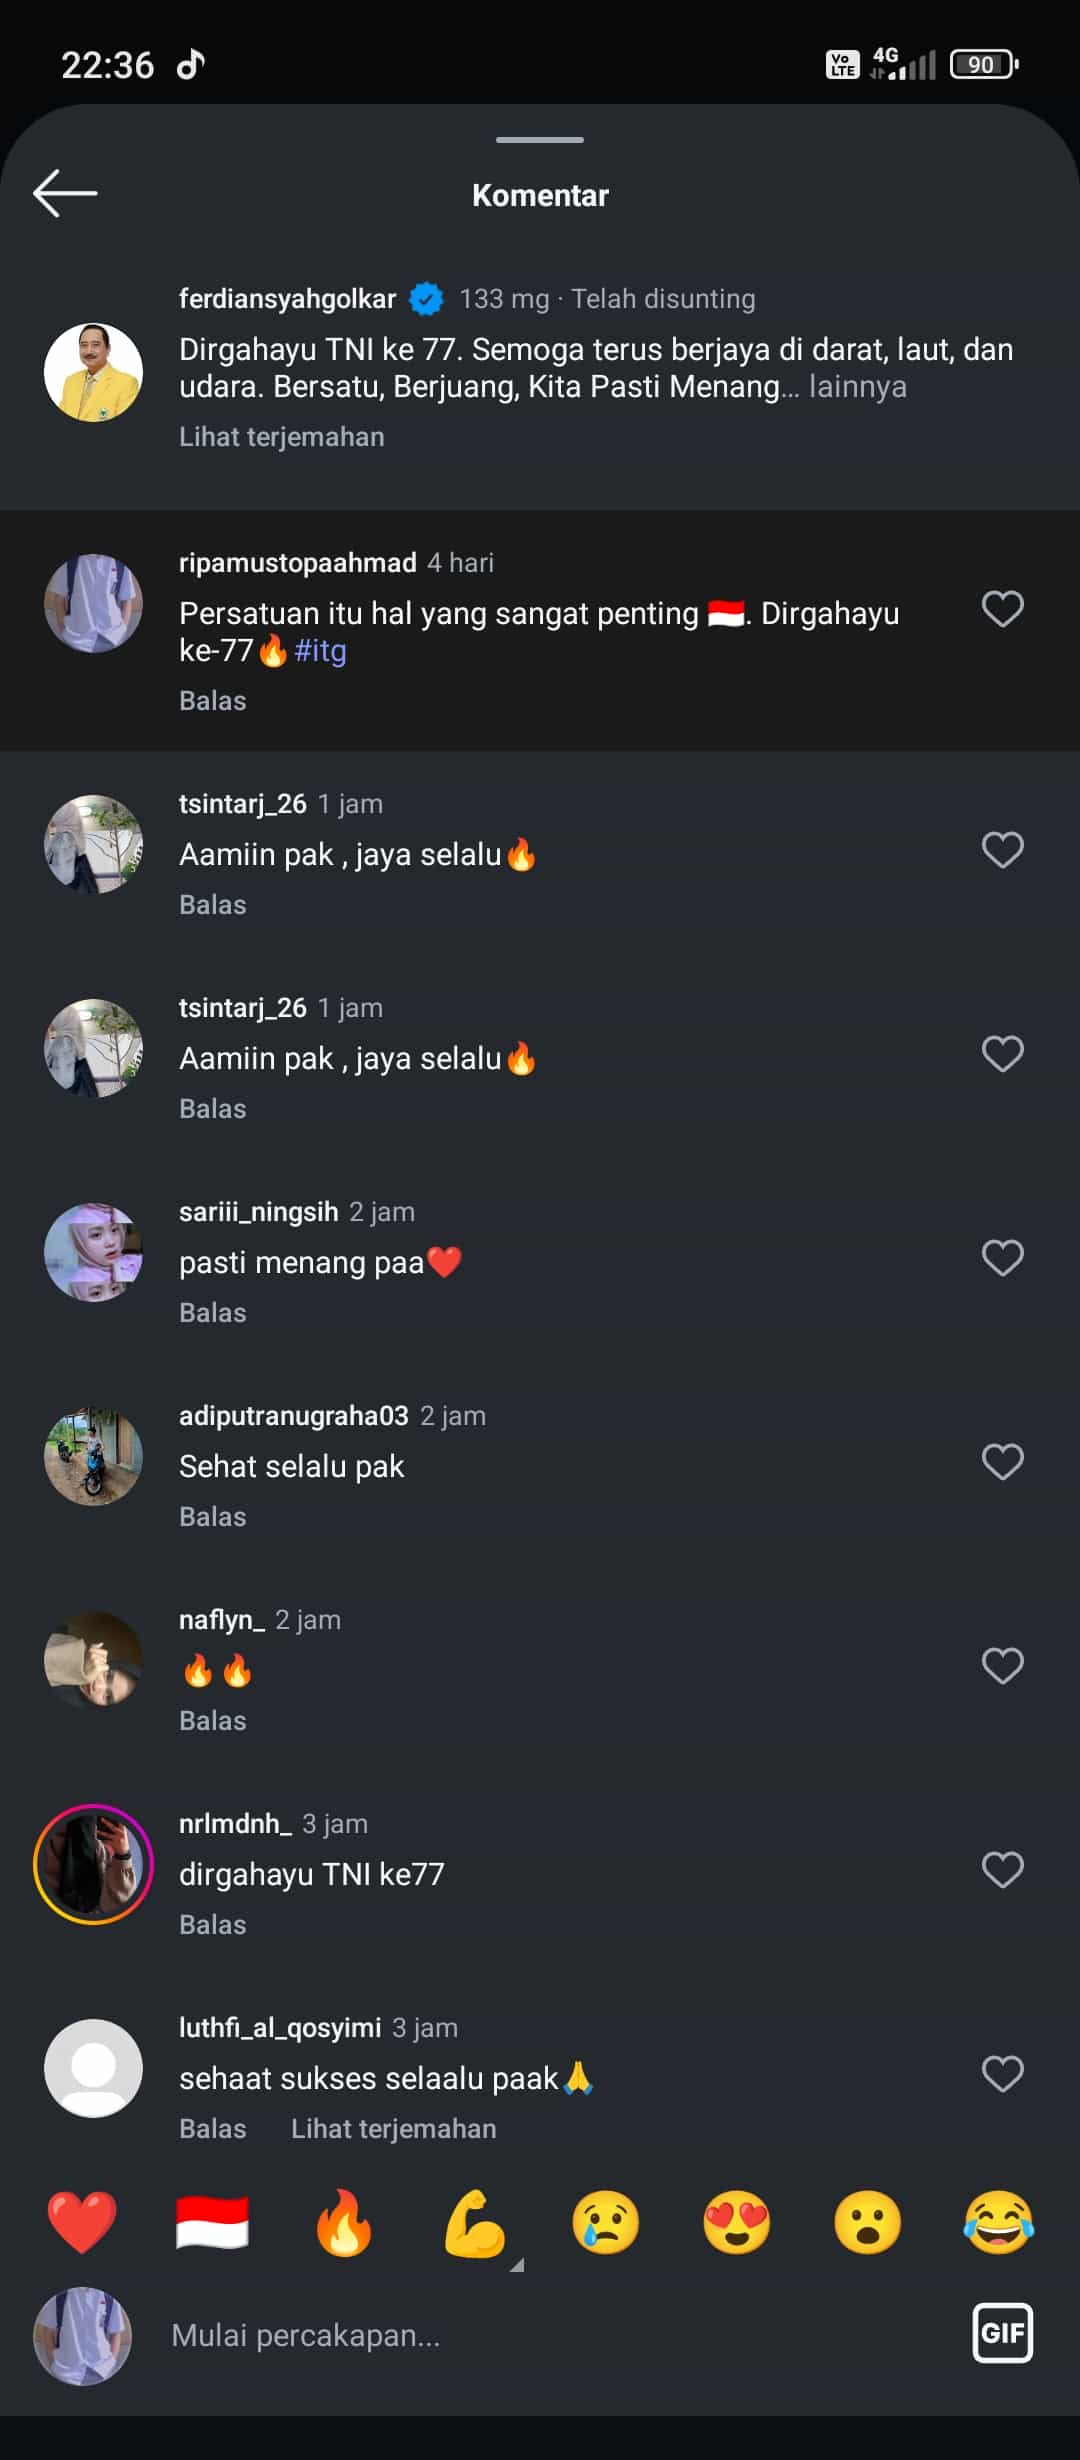 22:36
Vo LTE 4G 90
Komentar
ferdiansyahgolkar 133 mg · Telah disunting
Dirgahayu TNI ke 77. Semoga terus berjaya di darat, laut, dan
udara. Bersatu, Berjuang, Kita Pasti Menang... lainnya
Lihat terjemahan
ripamustopaahmad 4 hari
Persatuan itu hal yang sangat penting 🇮🇩. Dirgahayu
ke-77🔥#itg
Balas
tsintarj_26 1 jam
Aamiin pak , jaya selalu🔥
Balas
tsintarj_26 1 jam
Aamiin pak , jaya selalu🔥
Balas
sariii_ningsih 2 jam
pasti menang paa❤️
Balas
adiputranugraha03 2 jam
Sehat selalu pak
Balas
naflyn_ 2 jam
🔥🔥
Balas
nrlmdnh_ 3 jam
dirgahayu TNI ke77
Balas
luthfi_al_qosyimi 3 jam
sehaat sukses selaalu paak🙏
Balas Lihat terjemahan
❤️ 🇮🇩 🔥 💪 😢 😍 😮 😂
Mulai percakapan...
GIF